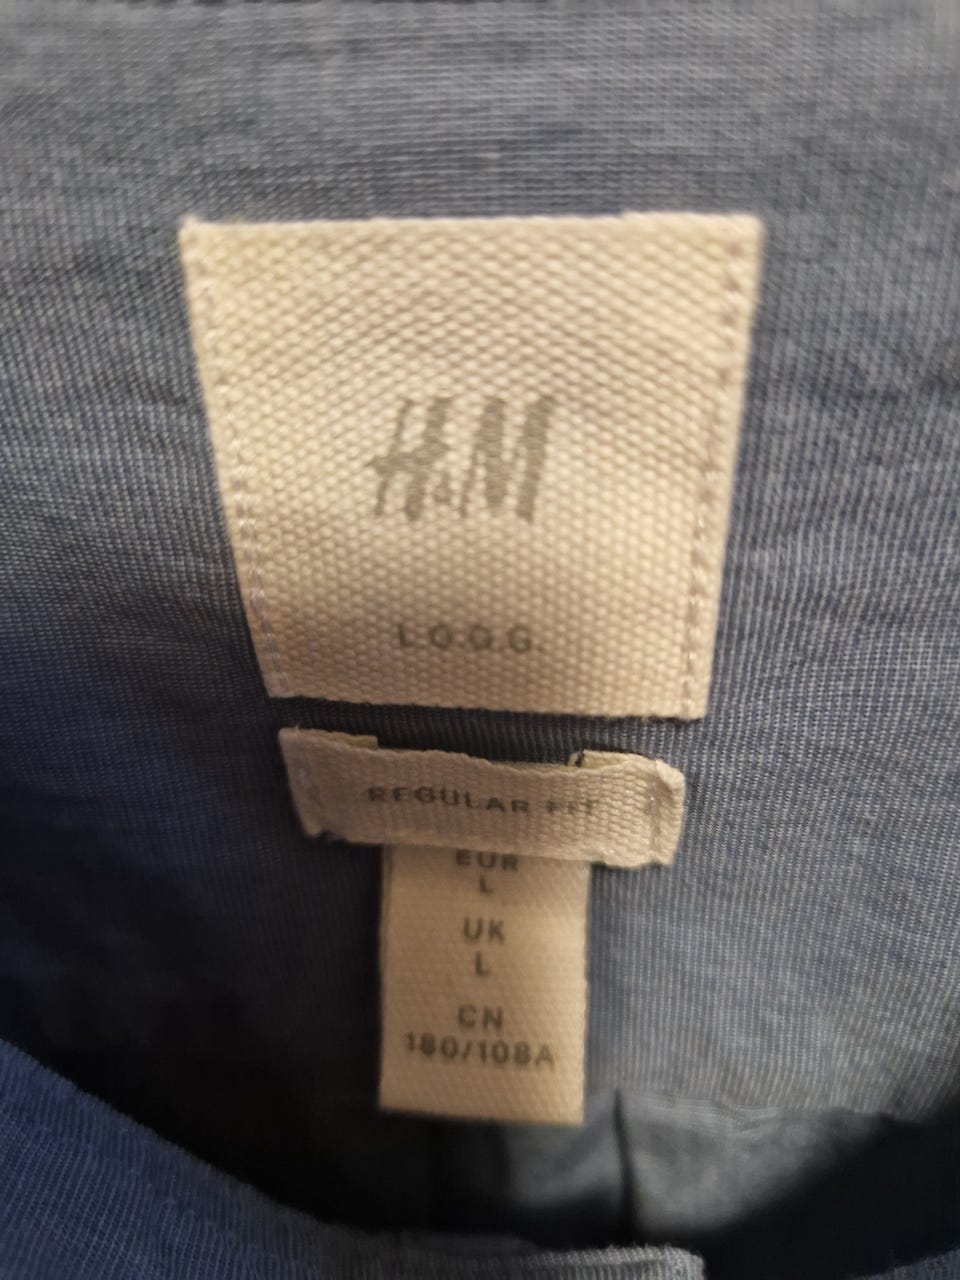 H&M
L.O.G.G.
REGULAR FIT
EUR
L
UK
L
CN
180/108A